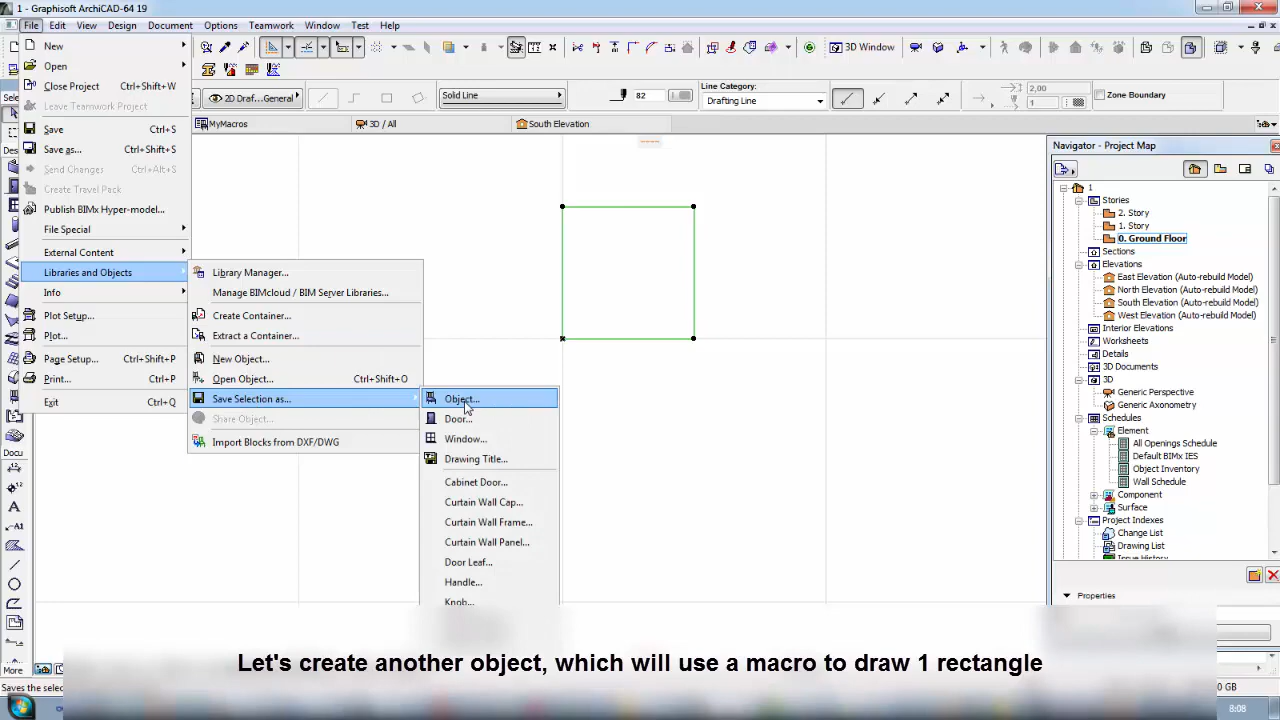 1 - Graphisoft ArchiCAD-64 19
File Edit View Design Document Options Teamwork Window Test Help
New
Open
Close Project Ctrl+Shift+W
Leave Teamwork Project
Save Ctrl+S
Save as... Ctrl+Shift+S
Send Changes Ctrl+Alt+S
Create Travel Pack
Publish BIMx Hyper-model...
File Special
External Content
Libraries and Objects
Info
Plot Setup...
Plot...
Page Setup... Ctrl+Shift+P
Print... Ctrl+P
Exit Ctrl+Q
Library Manager...
Manage BIMcloud / BIM Server Libraries...
Create Container...
Extract a Container...
New Object...
Open Object... Ctrl+Shift+O
Save Selection as...
Share Object...
Import Blocks from DXF/DWG
Object...
Door...
Window...
Drawing Title...
Cabinet Door...
Curtain Wall Cap...
Curtain Wall Frame...
Curtain Wall Panel...
Door Leaf...
Handle...
Knob...
3D Window
2D Draf...General
Solid Line
82
Line Category:
Drafting Line
2,00
1
Zone Boundary
MyMacros
3D / All
South Elevation
Navigator - Project Map
1
Stories
2. Story
1. Story
0. Ground Floor
Sections
Elevations
East Elevation (Auto-rebuild Model)
North Elevation (Auto-rebuild Model)
South Elevation (Auto-rebuild Model)
West Elevation (Auto-rebuild Model)
Interior Elevations
Worksheets
Details
3D Documents
3D
Generic Perspective
Generic Axonometry
Schedules
Element
All Openings Schedule
Default BIMx IES
Object Inventory
Wall Schedule
Component
Surface
Project Indexes
Change List
Drawing List
Issue History
Properties
Sele
Des
Docu
More
Saves the selec
GB
8:08
Let's create another object, which will use a macro to draw 1 rectangle